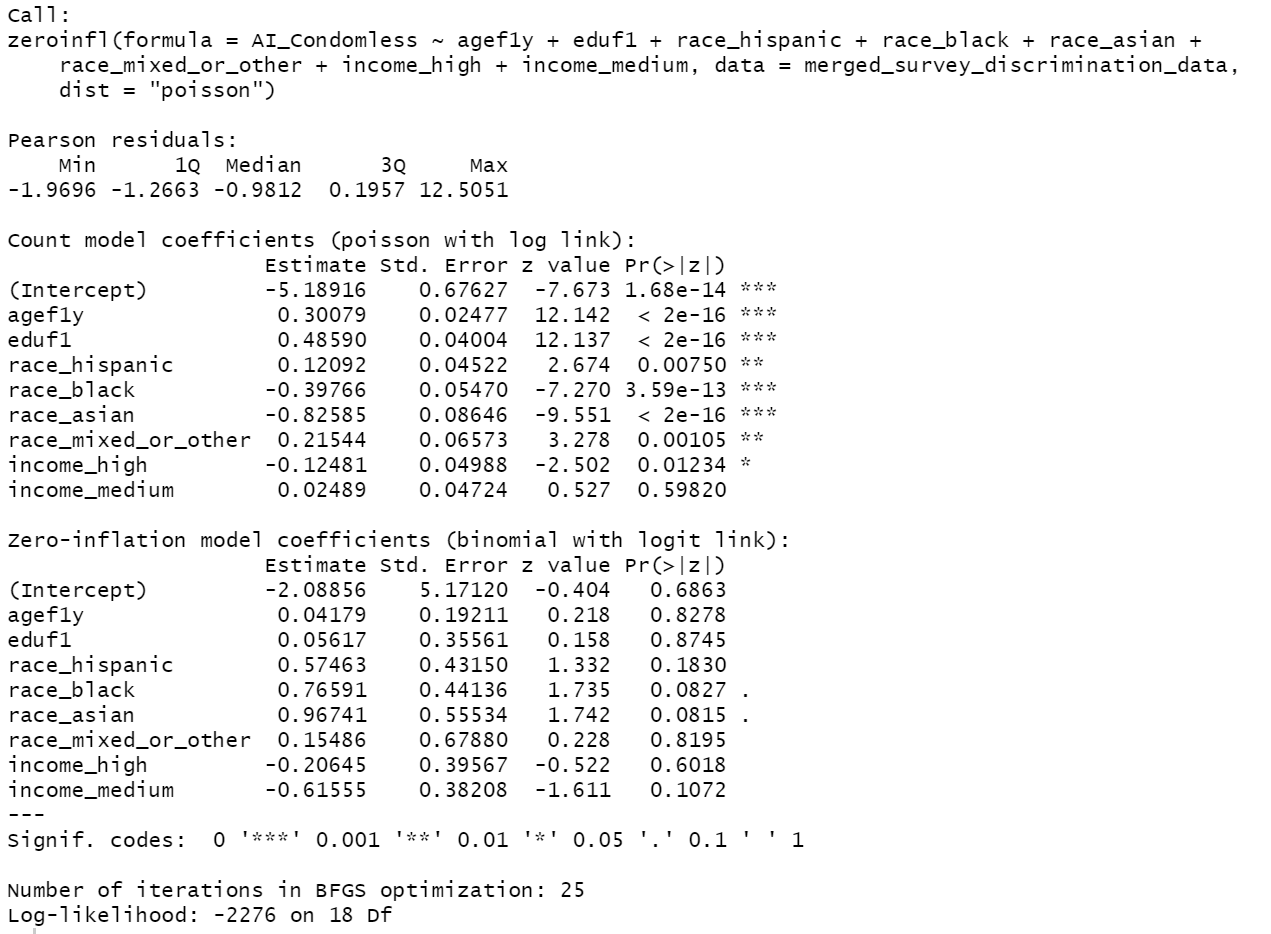 Call:
zeroinfl(formula = AI_Condomless ~ agef1y + eduf1 + race_hispanic + race_black + race_asian +
    race_mixed_or_other + income_high + income_medium, data = merged_survey_discrimination_data,
    dist = "poisson")

Pearson residuals:
    Min      1Q  Median      3Q     Max
-1.9696 -1.2663 -0.9812  0.1957 12.5051

Count model coefficients (poisson with log link):
                    Estimate Std. Error z value Pr(>|z|)
(Intercept)         -5.18916    0.67627  -7.673 1.68e-14 ***
agef1y               0.30079    0.02477  12.142  < 2e-16 ***
eduf1                0.48590    0.04004  12.137  < 2e-16 ***
race_hispanic        0.12092    0.04522   2.674  0.00750 **
race_black          -0.39766    0.05470  -7.270 3.59e-13 ***
race_asian          -0.82585    0.08646  -9.551  < 2e-16 ***
race_mixed_or_other  0.21544    0.06573   3.278  0.00105 **
income_high         -0.12481    0.04988  -2.502  0.01234 *
income_medium        0.02489    0.04724   0.527  0.59820

Zero-inflation model coefficients (binomial with logit link):
                    Estimate Std. Error z value Pr(>|z|)
(Intercept)         -2.08856    5.17120  -0.404   0.6863
agef1y               0.04179    0.19211   0.218   0.8278
eduf1                0.05617    0.35561   0.158   0.8745
race_hispanic        0.57463    0.43150   1.332   0.1830
race_black           0.76591    0.44136   1.735   0.0827 .
race_asian           0.96741    0.55534   1.742   0.0815 .
race_mixed_or_other  0.15486    0.67880   0.228   0.8195
income_high         -0.20645    0.39567  -0.522   0.6018
income_medium       -0.61555    0.38208  -1.611   0.1072
---
Signif. codes:  0 '***' 0.001 '**' 0.01 '*' 0.05 '.' 0.1 ' ' 1

Number of iterations in BFGS optimization: 25
Log-likelihood: -2276 on 18 Df